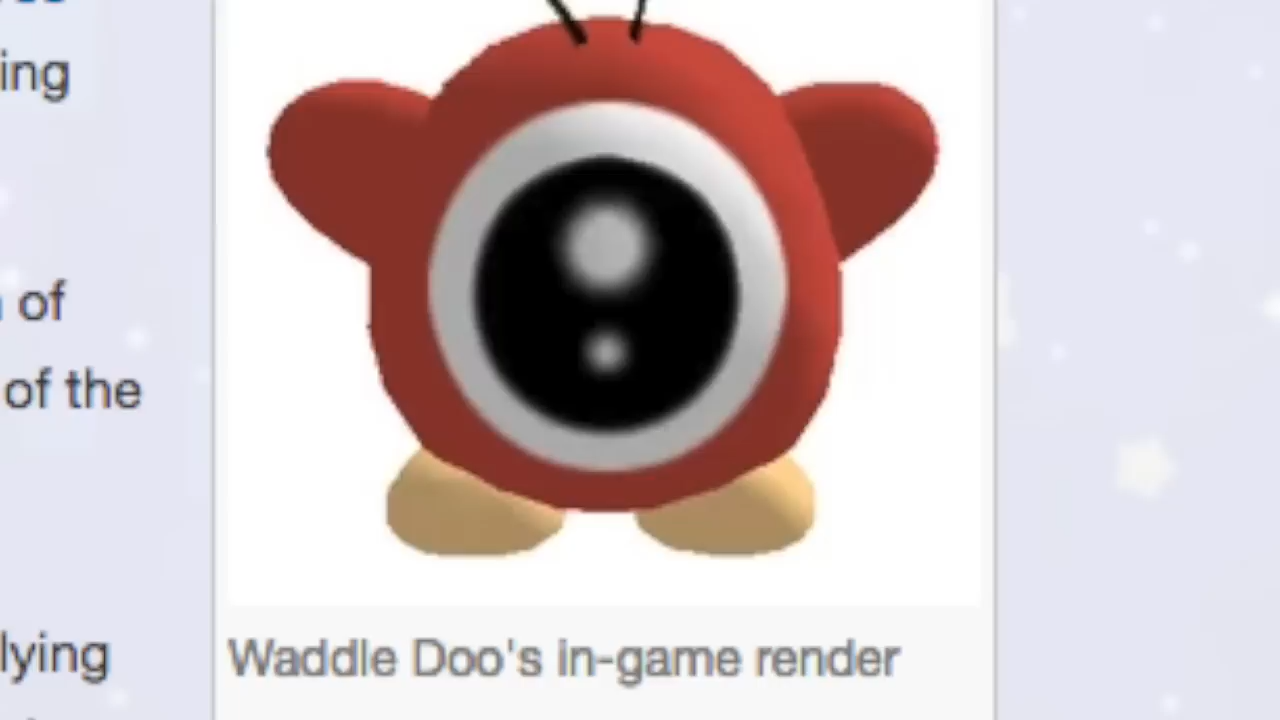 ing
of
of the
lying
Waddle Doo's in-game render